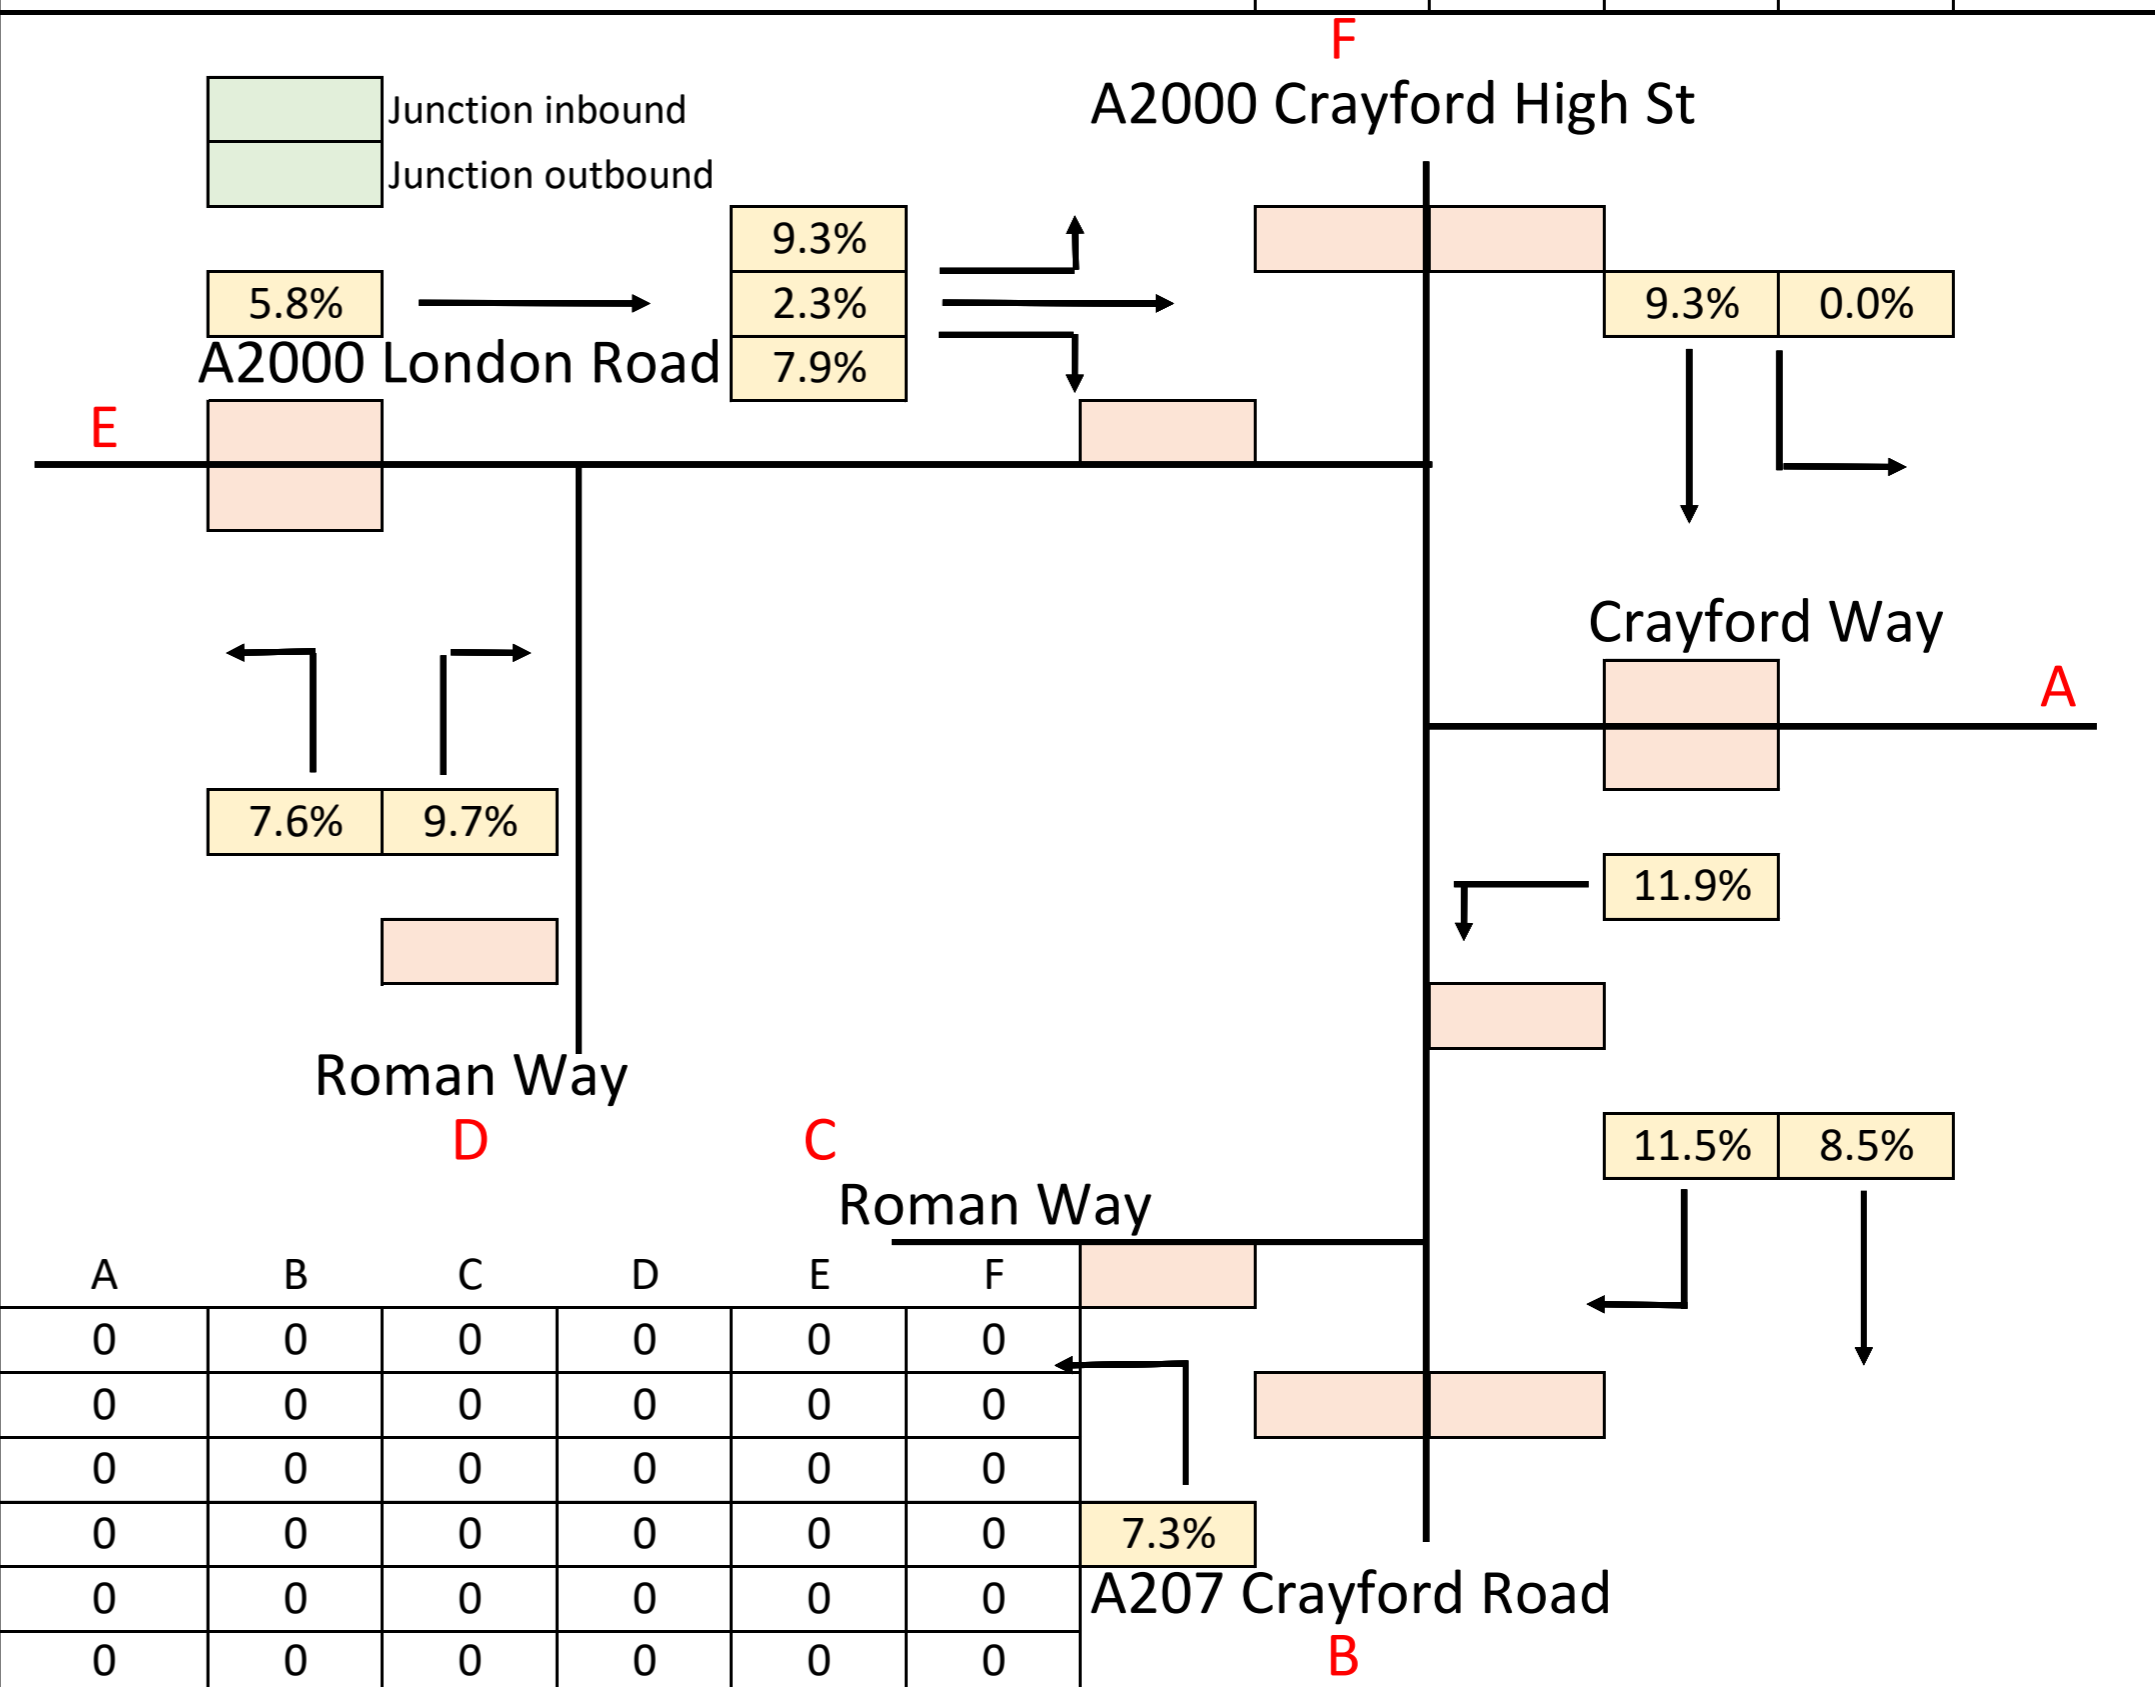 F
A2000 Crayford High St
Junction inbound
Junction outbound
9.3%
5.8% 2.3% 9.3% 0.0%
A2000 London Road 7.9%
E
Crayford Way
A
7.6% 9.7%
11.9%
Roman Way
D C
11.5% 8.5%
Roman Way
A B C D E F
0 0 0 0 0 0
0 0 0 0 0 0
0 0 0 0 0 0
0 0 0 0 0 0 7.3%
0 0 0 0 0 0 A207 Crayford Road
0 0 0 0 0 0 B